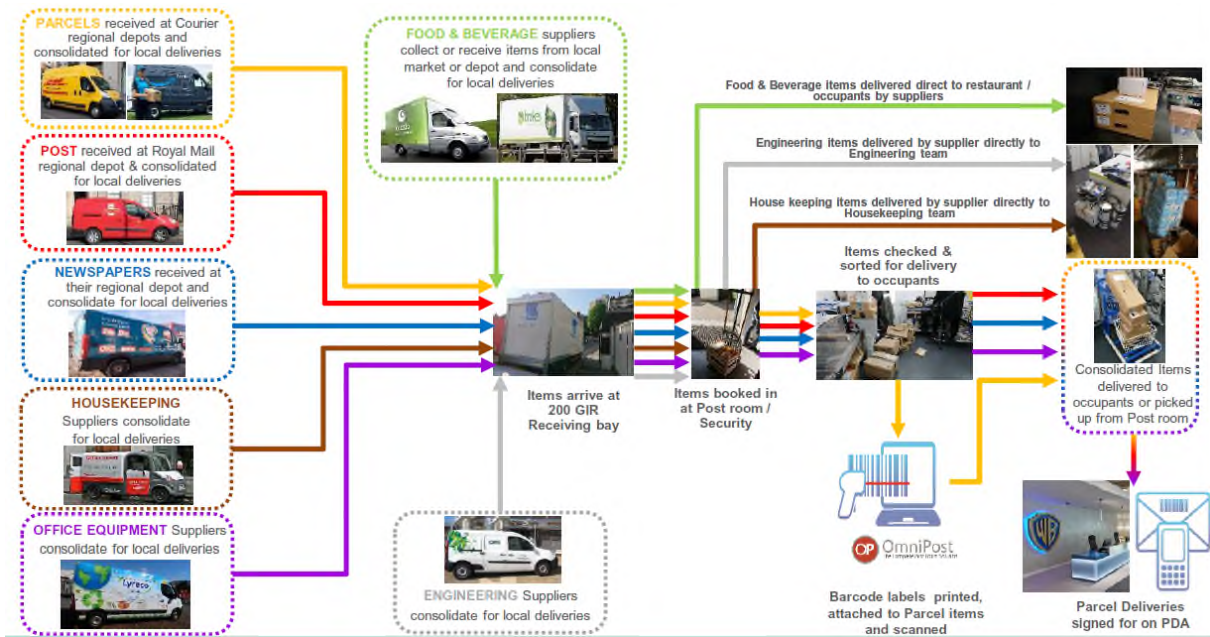 PARCELS received at Courier
regional depots and
consolidated for local deliveries
POST received at Royal Mail
regional depot & consolidated
for local deliveries
NEWSPAPERS received at
their regional depot and
consolidate for local deliveries
HOUSEKEEPING
Suppliers consolidate
for local deliveries
OFFICE EQUIPMENT Suppliers
consolidate for local deliveries
Lyreco
FOOD & BEVERAGE suppliers
collect or receive items from local
market or depot and consolidate
for local deliveries
ENGINEERING Suppliers
consolidate for local deliveries
Items arrive at
200 GIR
Receiving bay
Items booked in
at Post room /
Security
Food & Beverage items delivered direct to restaurant /
occupants by suppliers
Engineering items delivered by supplier directly to
Engineering team
House keeping items delivered by supplier directly to
Housekeeping team
Items checked &
sorted for delivery
to occupants
OP OmniPost
Barcode labels printed,
attached to Parcel items
and scanned
Consolidated Items
delivered to
occupants or picked
up from Post room
Parcel Deliveries
signed for on PDA